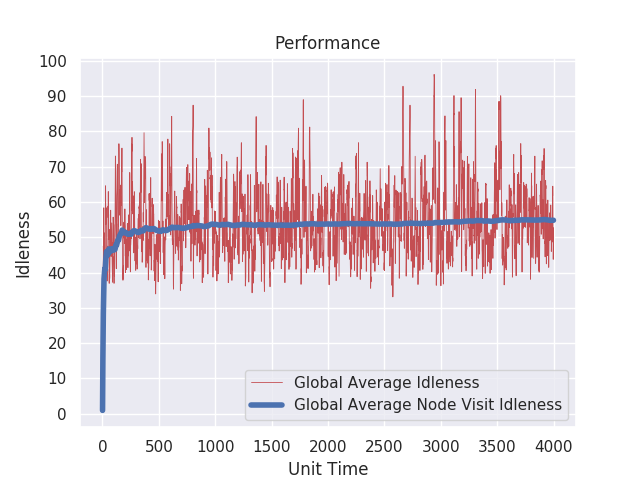 Performance
100
90
80
70
60
50
40
30
20
10
0
Idleness
Global Average Idleness
Global Average Node Visit Idleness
0 500 1000 1500 2000 2500 3000 3500 4000
Unit Time